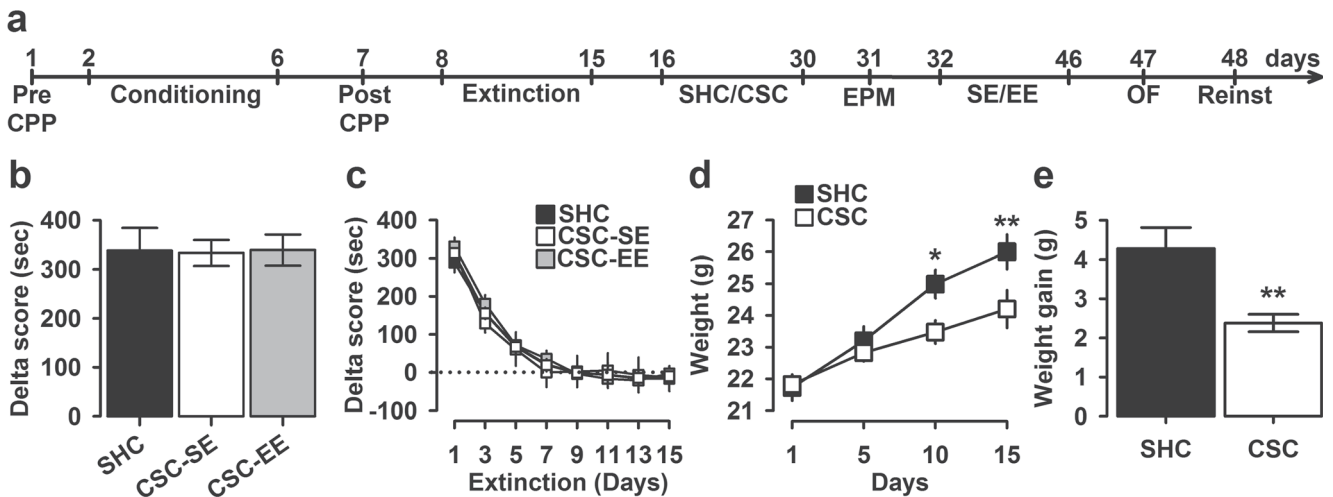 a
1 2 6 7 8 15 16 30 31 32 46 47 48 days
Pre Conditioning Post Extinction SHC/CSC EPM SE/EE OF Reinst
CPP CPP
b
Delta score (sec)
400
300
200
100
0
SHC CSC-SE CSC-EE
c
SHC
CSC-SE
CSC-EE
Delta score (sec)
400
300
200
100
0
-100
1 3 5 7 9 11 13 15
Extinction (Days)
d
SHC
CSC
Weight (g)
27
26
25
24
23
22
21
* **
1 5 10 15
Days
e
Weight gain (g)
5
4
3
2
1
0
**
SHC CSC